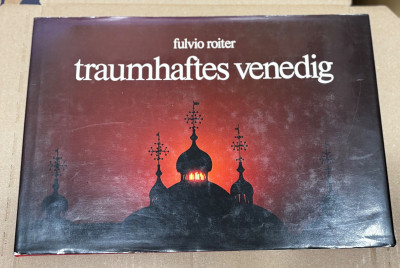 fulvio roiter
traumhaftes venedig